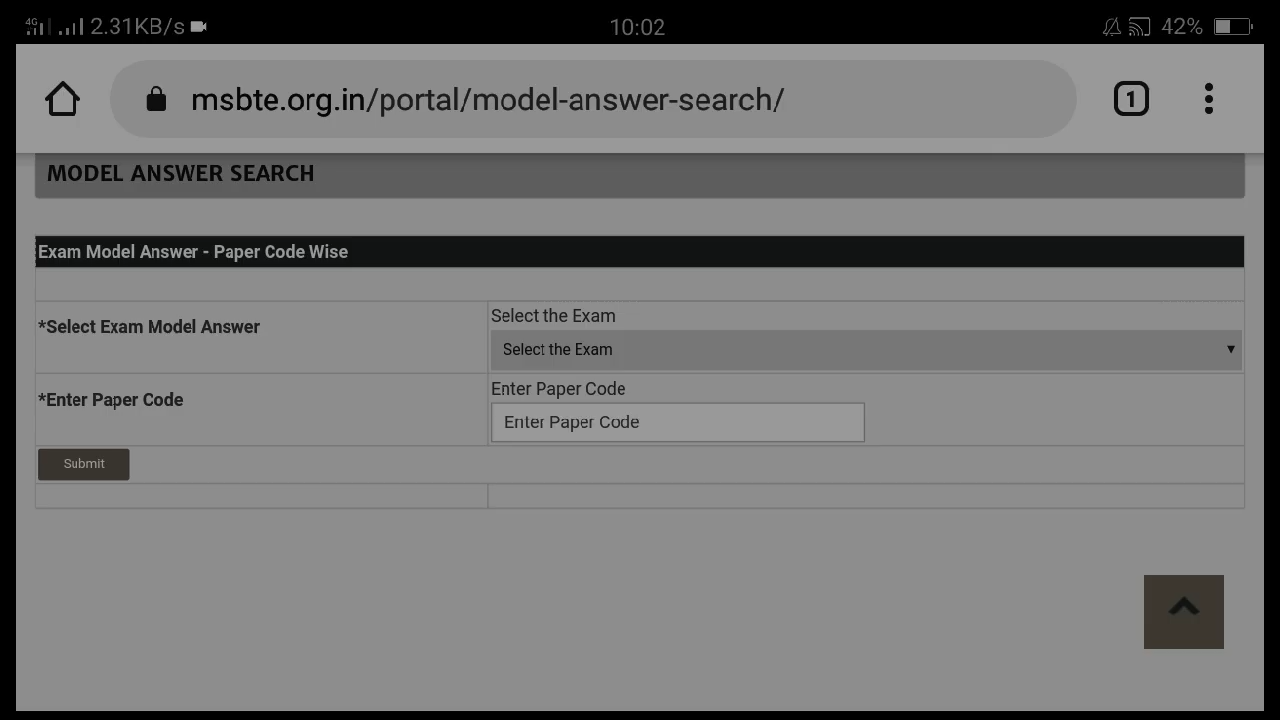 4G 2.31KB/s 10:02 42%
msbte.org.in/portal/model-answer-search/ 1
MODEL ANSWER SEARCH
Exam Model Answer - Paper Code Wise
*Select Exam Model Answer
Select the Exam
Select the Exam
*Enter Paper Code
Enter Paper Code
Enter Paper Code
Submit